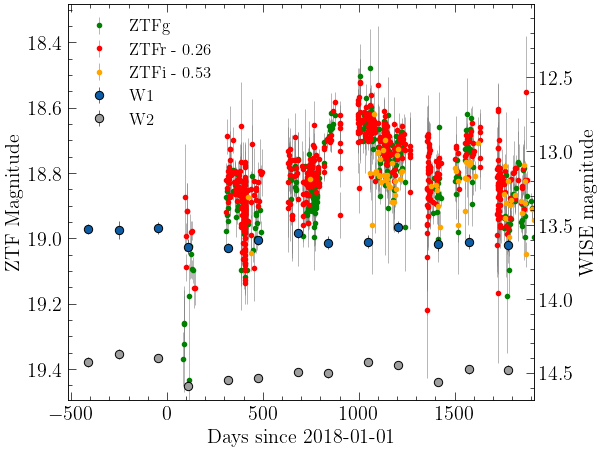 ZTFg
ZTFr - 0.26
ZTFi - 0.53
W1
W2
18.4
18.6
18.8
19.0
19.2
19.4
ZTF Magnitude
12.5
13.0
13.5
14.0
14.5
WISE magnitude
−500
0
500
1000
1500
Days since 2018-01-01